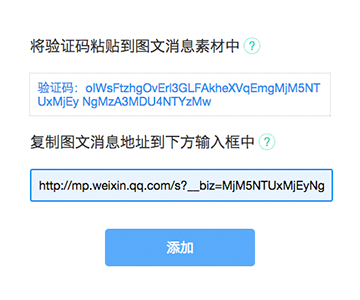 将验证码粘贴到图文消息素材中 ?
验证码：olWsFtzhgOvErl3GLFAkheXVqEmgMjM5NT
UxMjEy NgMzA3MDU4NTYzMw
复制图文消息地址到下方输入框中 ?
http://mp.weixin.qq.com/s?__biz=MjM5NTUxMjEyNg
添加